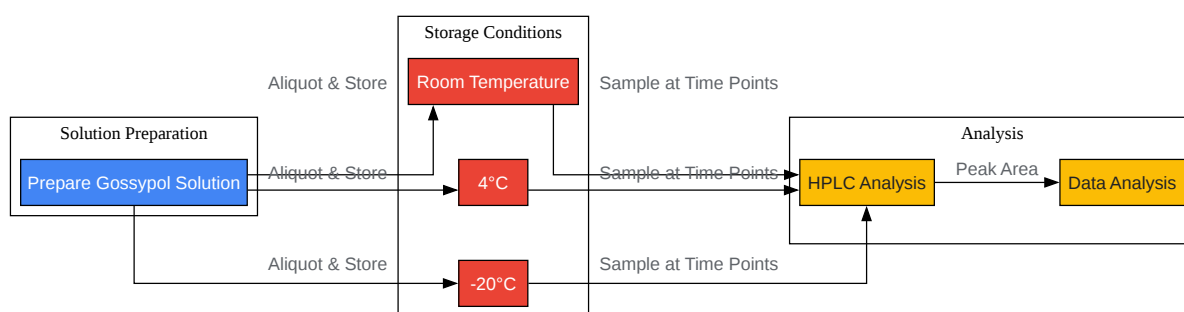 Storage Conditions
Aliquot & Store
Room Temperature
Sample at Time Points
Solution Preparation
Analysis
Prepare Gossypol Solution
Aliquot & Store
4°C
Sample at Time Points
HPLC Analysis
Peak Area
Data Analysis
Aliquot & Store
-20°C
Sample at Time Points